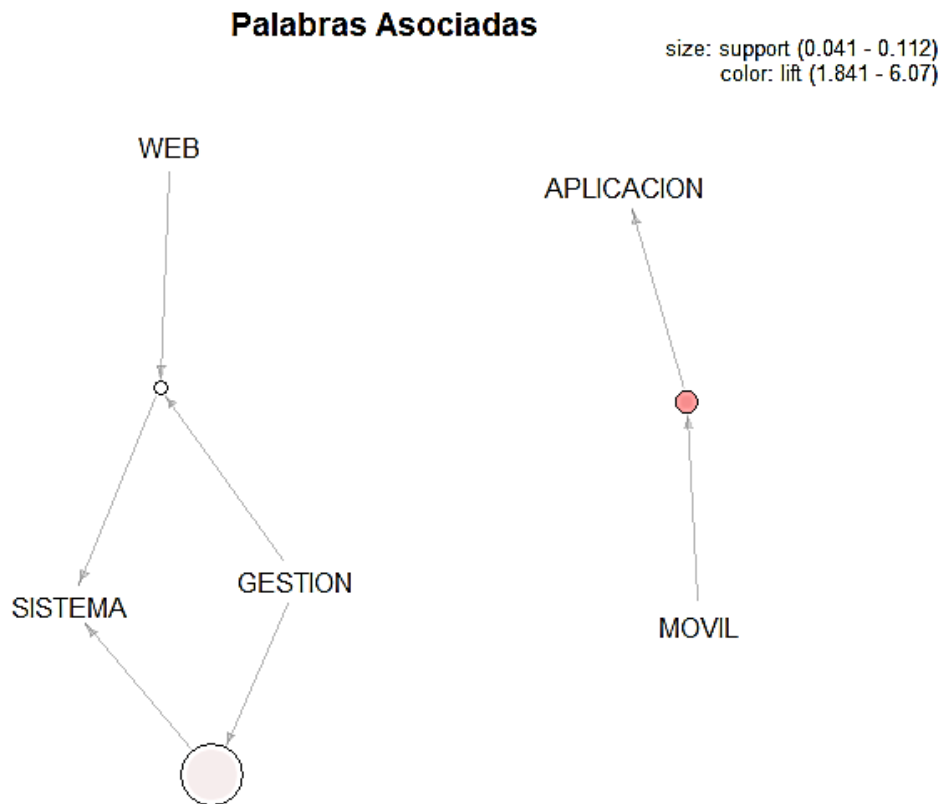 Palabras Asociadas
size: support (0.041 - 0.112)
color: lift (1.841 - 6.07)
WEB
APLICACION
GESTION
SISTEMA
MOVIL